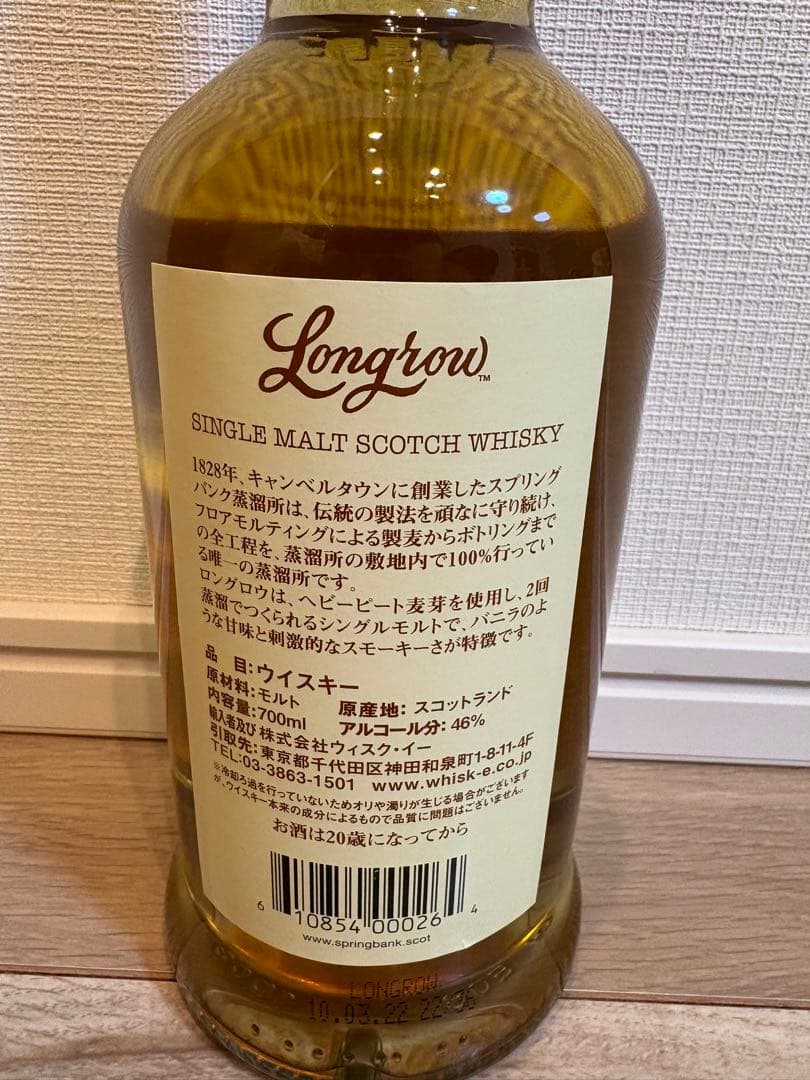 Longrow™
SINGLE MALT SCOTCH WHISKY
1828年、キャンベルタウンに創業したスプリング
バンク蒸溜所は、伝統の製法を頑なに守り続け、
フロアモルティングによる製麦からボトリングまで
の全工程を、蒸溜所の敷地内で100%行ってい
る唯一の蒸溜所です。
ロングロウは、ヘビーピート麦芽を使用し、2回
蒸溜でつくられるシングルモルトで、バニラのよ
うな甘味と刺激的なスモーキーさが特徴です。
品 目:ウイスキー
原材料:モルト 原産地: スコットランド
内容量:700ml アルコール分: 46%
輸入者及び 株式会社ウィスク・イー
引取先: 東京都千代田区神田和泉町1-8-11-4F
TEL:03-3863-1501 www.whisk-e.co.jp
※冷却ろ過を行っていないためオリや濁りが生じる場合がございます
が、ウイスキー本来の成分によるもので品質に問題はございません。
お酒は20歳になってから
6 10854 00026 4
www.springbank.scot
LONGROW
10.03.22 22:36